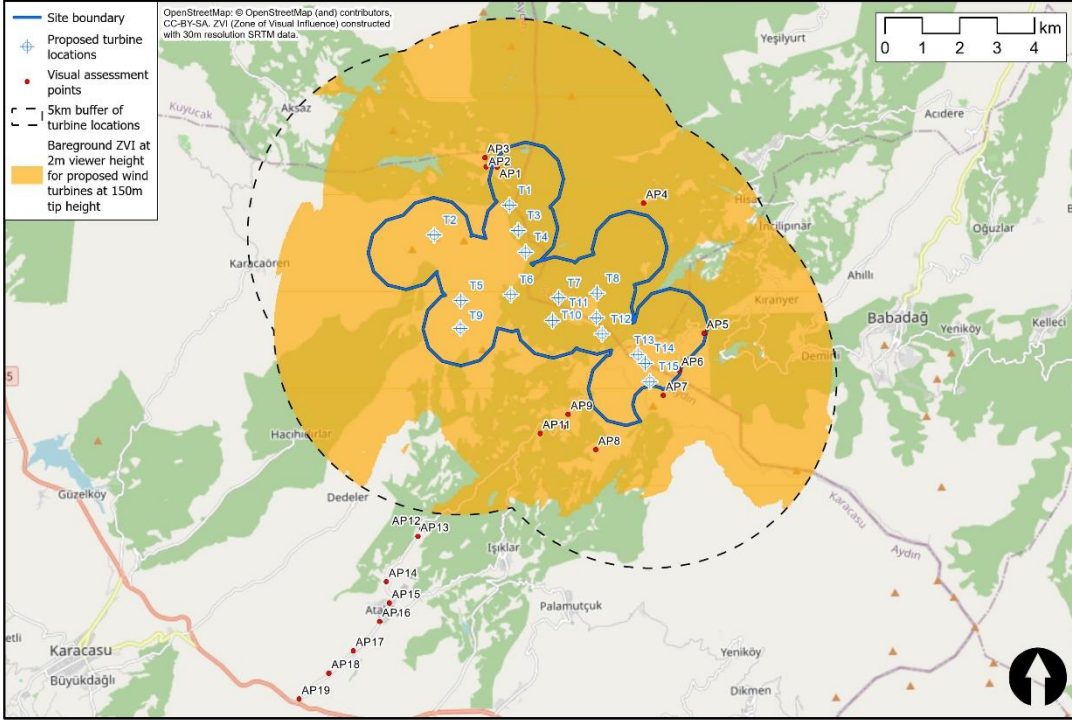 Site boundary
Proposed turbine
locations
Visual assessment
points
5km buffer of
turbine locations
Bareground ZVI at
2m viewer height
for proposed wind
turbines at 150m
tip height
OpenStreetMap: © OpenStreetMap (and) contributors,
CC-BY-SA. ZVI (Zone of Visual Influence) constructed
with 30m resolution SRTM data.
km
0 1 2 3 4
Yeşilyurt
Kuyucak
Aksaz
Acıdere
AP3
AP2
AP1
T1
AP4
T2
T3
T4
İncilipınar
Oğuzlar
Karacaören
Ahıllı
T5
T6
T7
T8
Kıranyer
T11
T9
T10
T12
Babadağ
Yeniköy
Kelleci
AP5
T13
T14
AP6
T15
5
Aydın
AP7
AP9
AP11
AP8
Hacıhıdırlar
Güzelköy
Dedeler
Karacasu
Aydın
AP12
AP13
Işıklar
AP14
AP15
AP16
Palamutçuk
etli
Karacasu
Büyükdağlı
AP17
AP18
AP19
Yeniköy
Dikmen